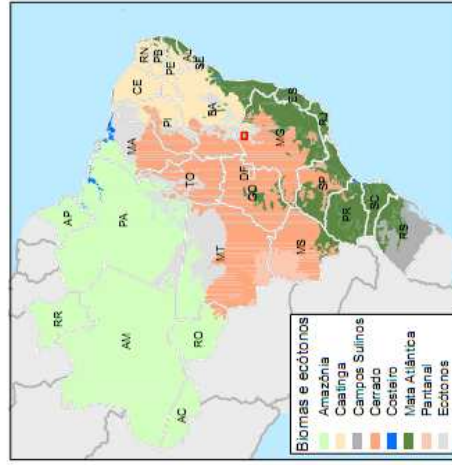 RR
AP
AM
PA
AC
RO
MT
TO
MA
PI
CE
RN
PB
PE
AL
SE
BA
DF
GO
MG
ES
RJ
SP
MS
PR
SC
RS
Biomas e ecótonos
Amazônia
Caatinga
Campos Sulinos
Cerrado
Costeiro
Mata Atlântica
Pantanal
Ecótonos